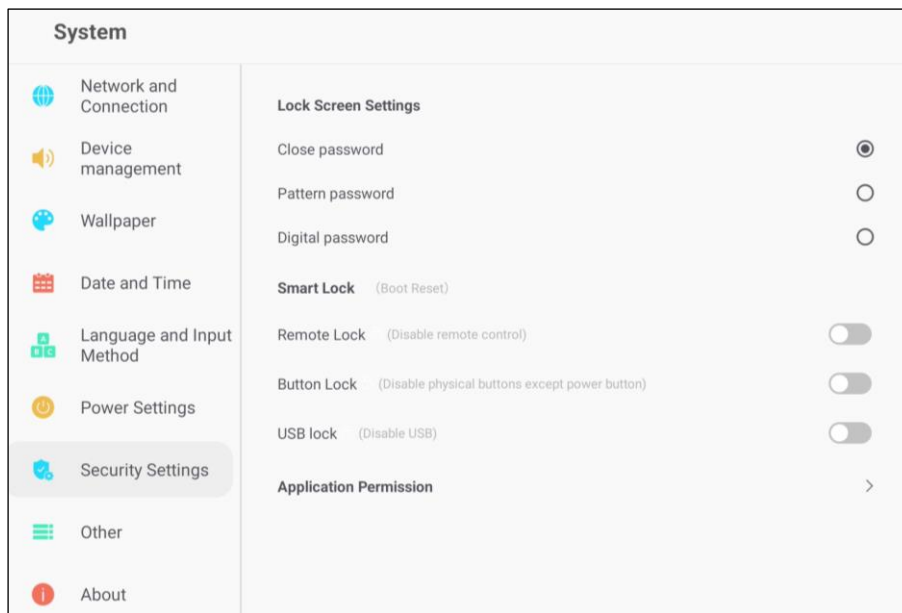 System
Network and
Connection
Device
management
Wallpaper
Date and Time
A
B C
Language and Input
Method
Power Settings
Security Settings
Other
About
Lock Screen Settings
Close password
Pattern password
Digital password
Smart Lock (Boot Reset)
Remote Lock (Disable remote control)
Button Lock (Disable physical buttons except power button)
USB lock (Disable USB)
Application Permission